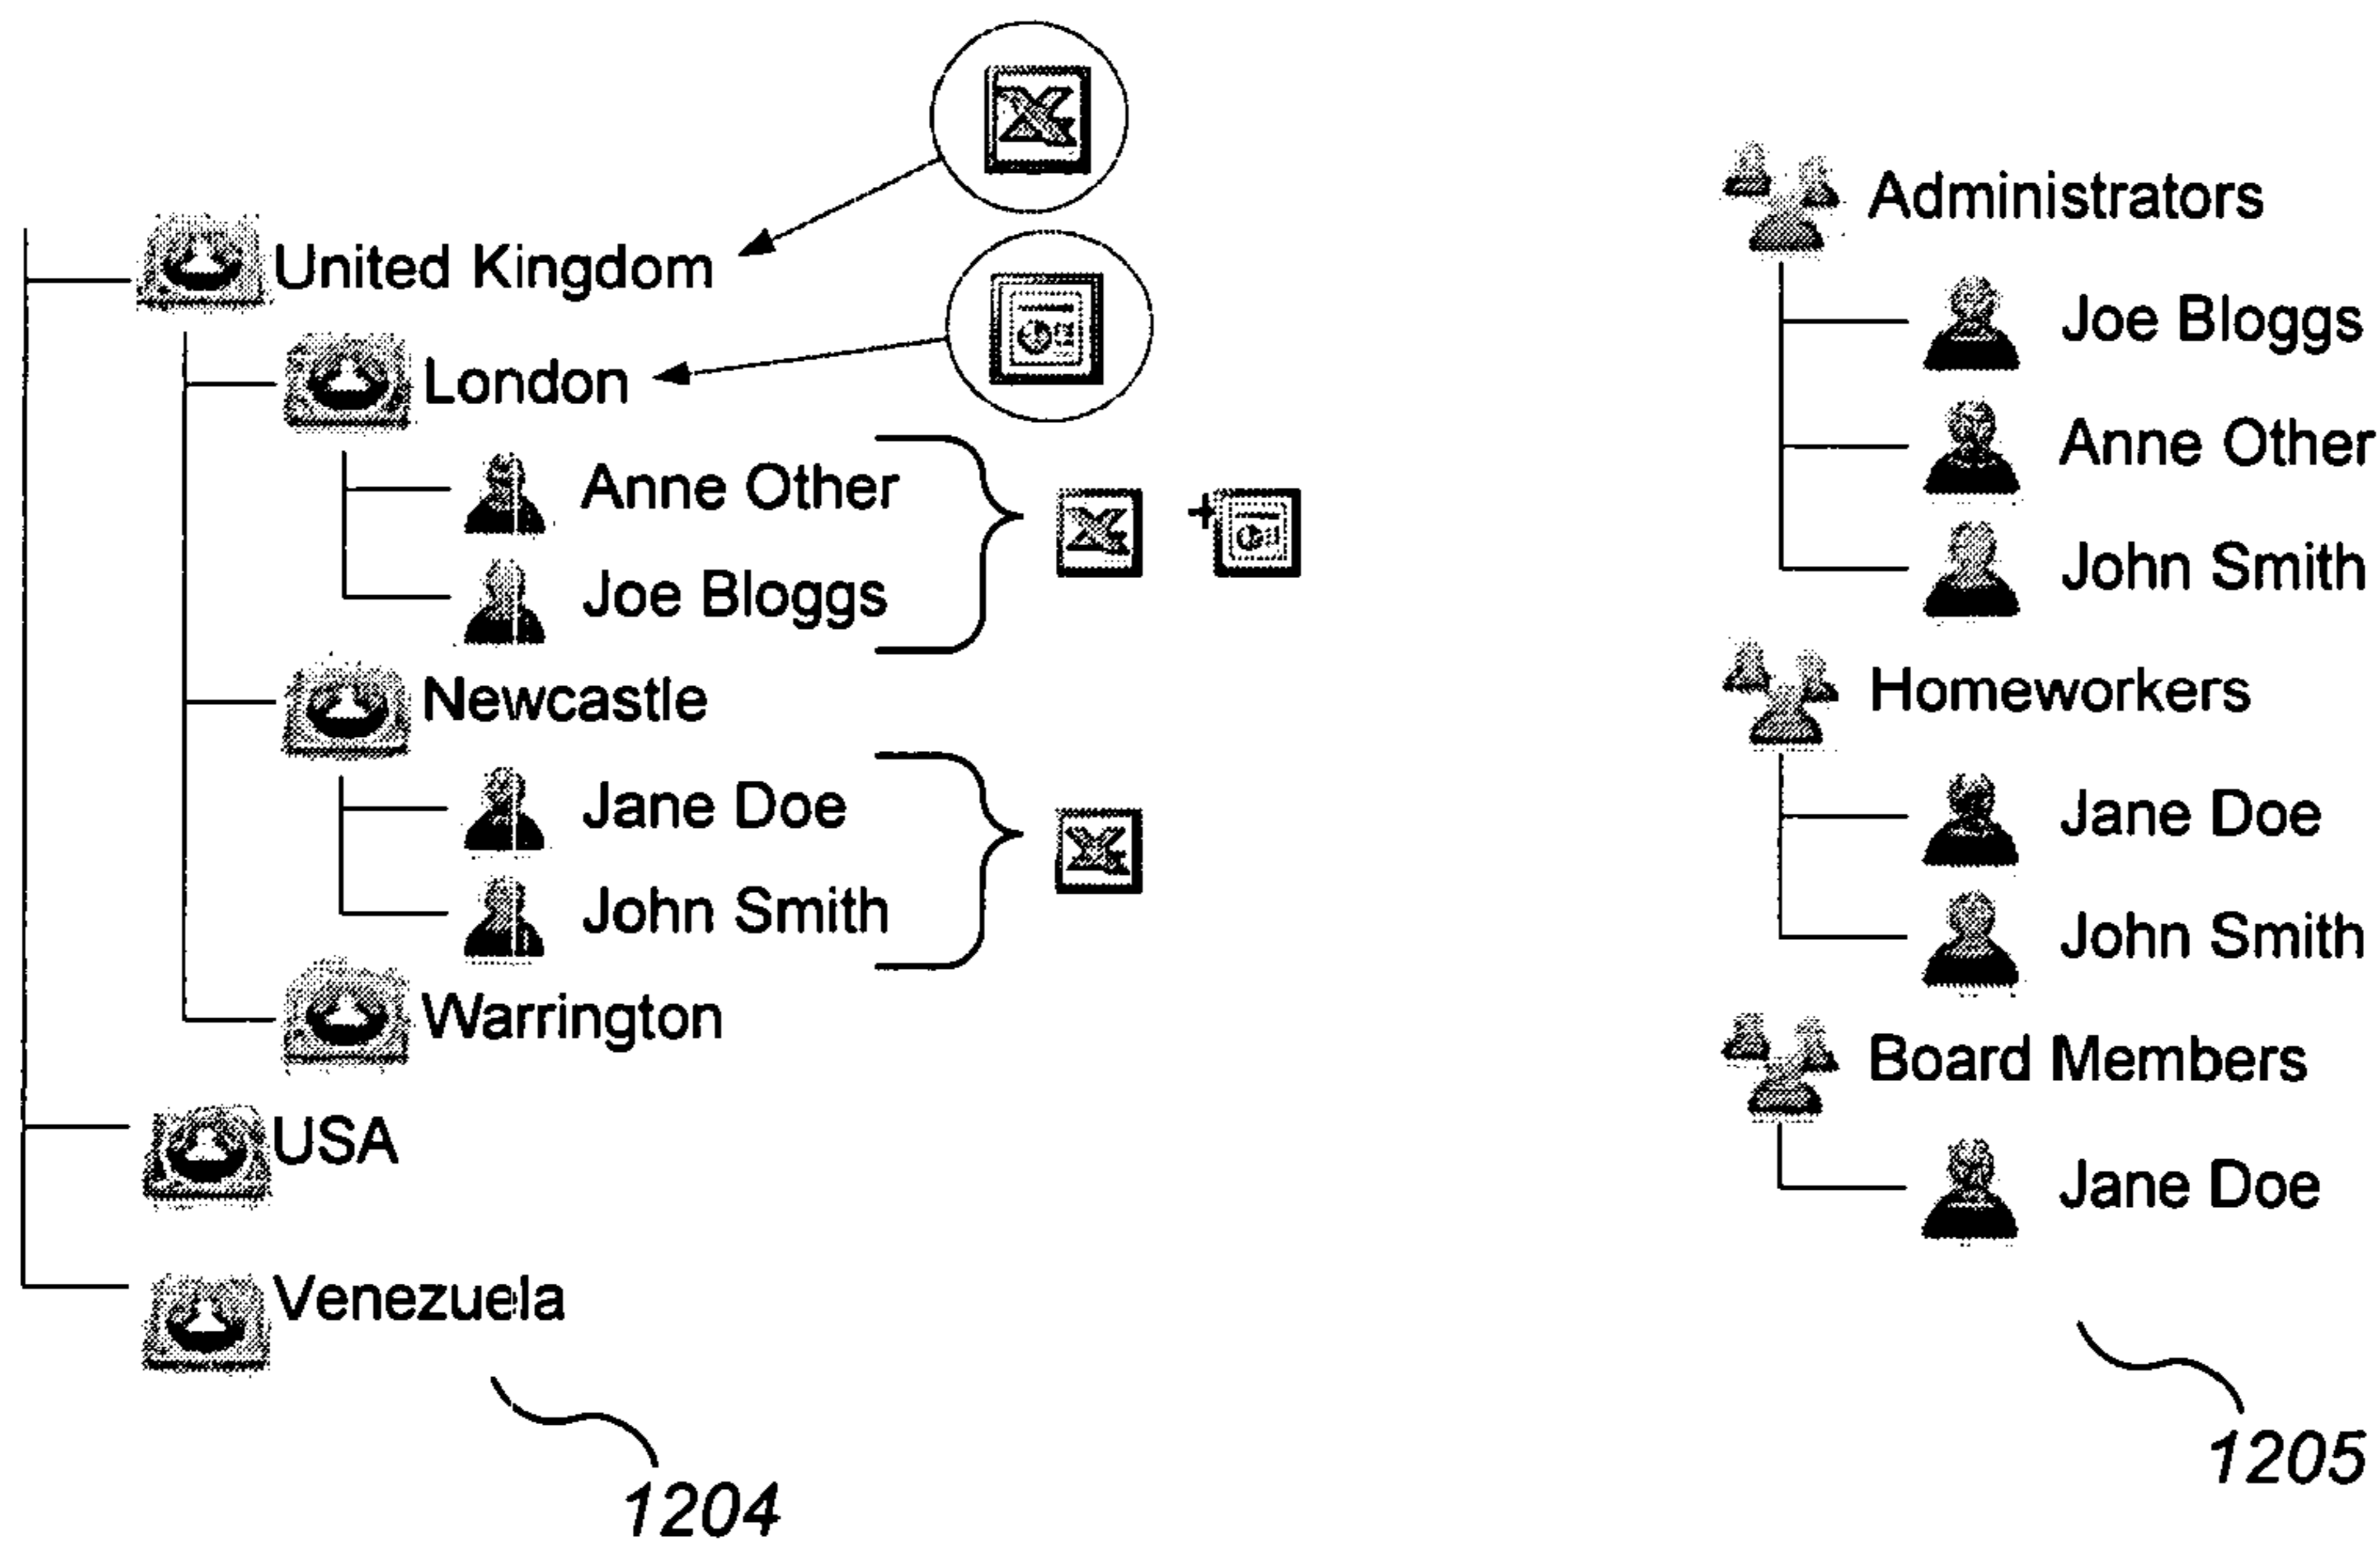 United Kingdom
London
Anne Other
Joe Bloggs
+
Newcastle
Jane Doe
John Smith
Warrington
USA
Venezuela
1204
Administrators
Joe Bloggs
Anne Other
John Smith
Homeworkers
Jane Doe
John Smith
Board Members
Jane Doe
1205